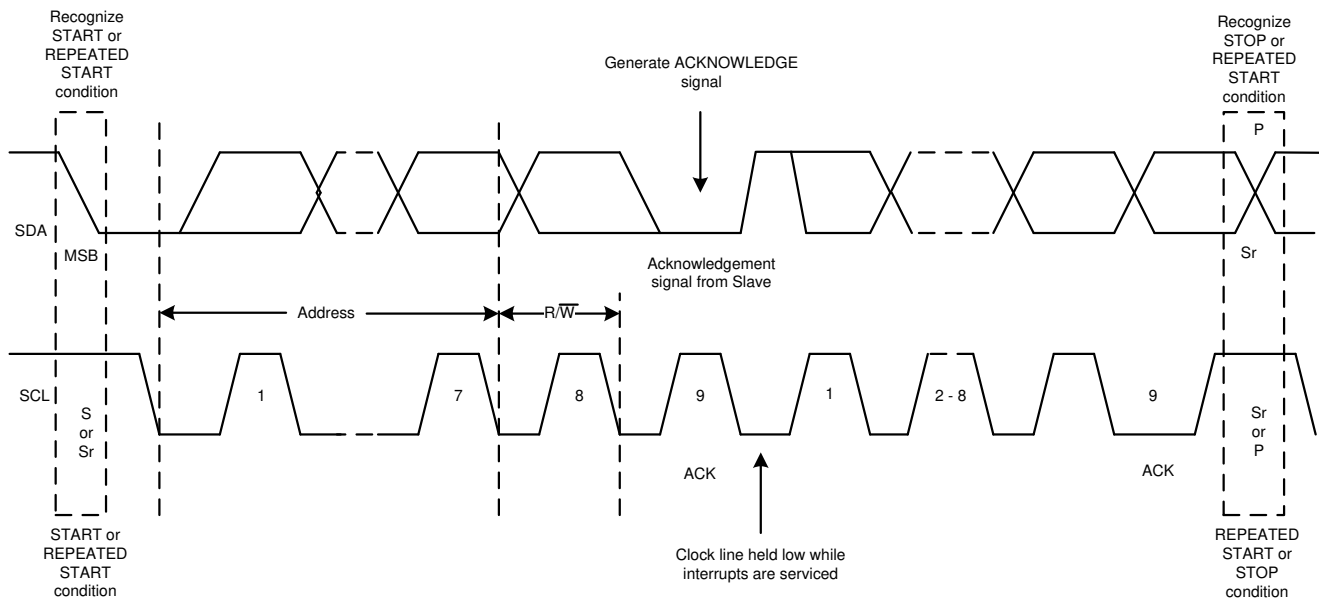 Recognize
START or
REPEATED
START
condition
Generate ACKNOWLEDGE
signal
Recognize
STOP or
REPEATED
START
condition
P
SDA
MSB
Acknowledgement
signal from Slave
Sr
Address
R/W̅
SCL
S
or
Sr
1
7
8
9
1
2 - 8
9
Sr
or
P
ACK
ACK
START or
REPEATED
START
condition
Clock line held low while
interrupts are serviced
REPEATED
START or
STOP
condition